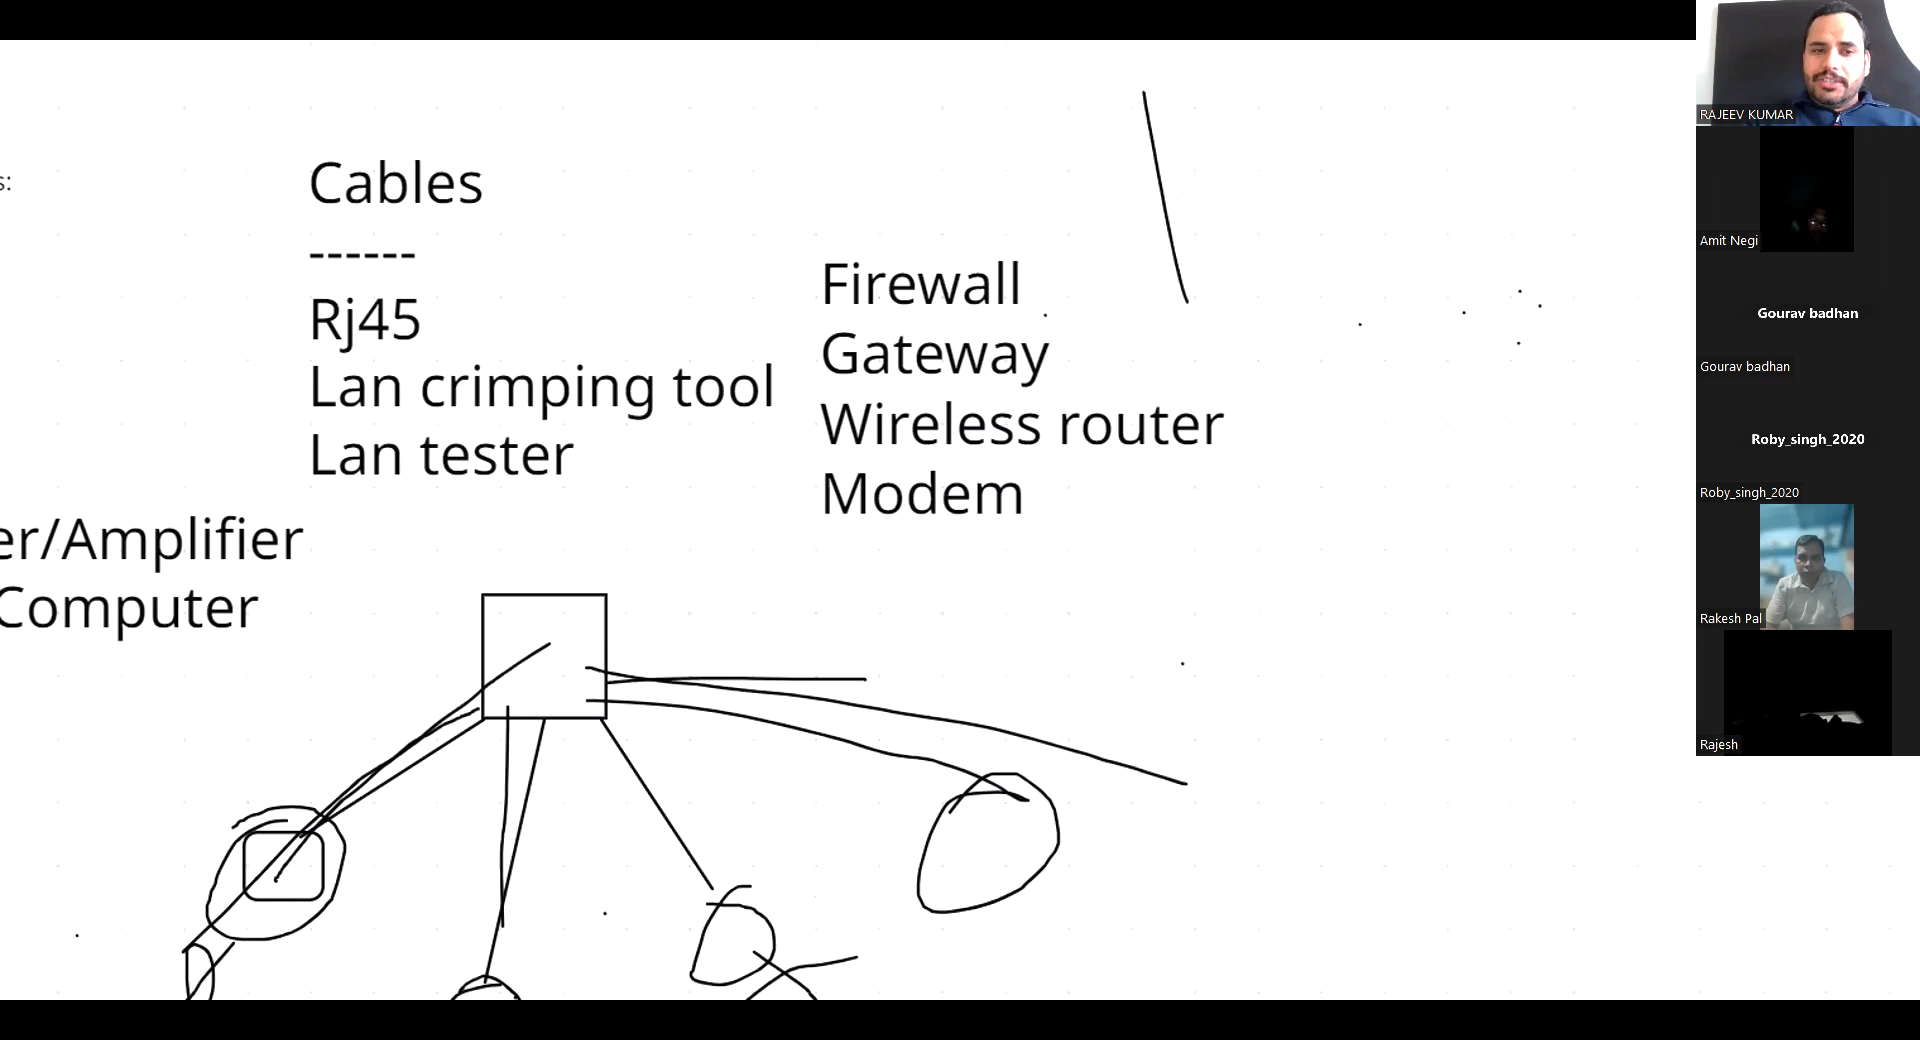 s:
Cables
------
Rj45
Lan crimping tool
Lan tester
er/Amplifier
Computer
Firewall
Gateway
Wireless router
Modem
RAJEEV KUMAR
Amit Negi
Gourav badhan
Gourav badhan
Roby_singh_2020
Roby_singh_2020
Rakesh Pal
Rajesh